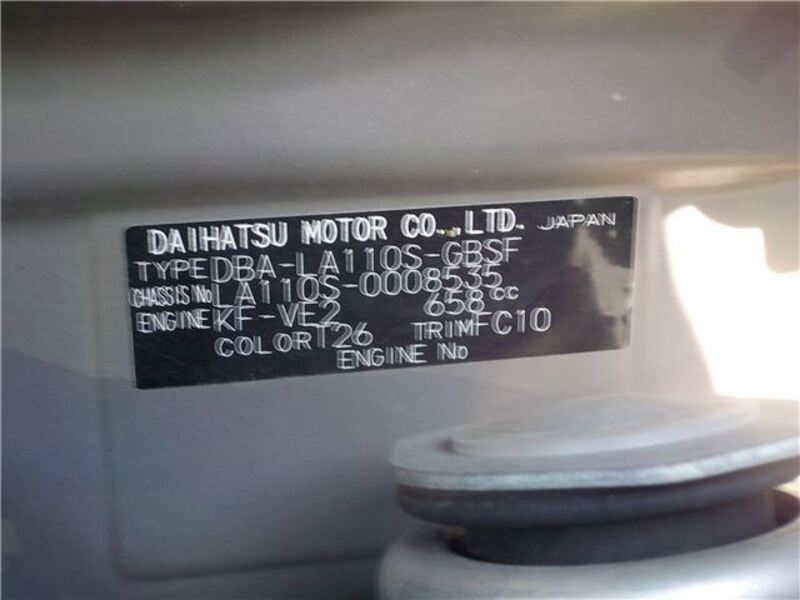 DAIHATSU MOTOR CO.,LTD. JAPAN
TYPE DBA-LA110S-GBSF
CHASSIS No LA110S-0008535
ENGINE KF-VE2 658 cc
COLOR T26 TRIM FC10
ENGINE No